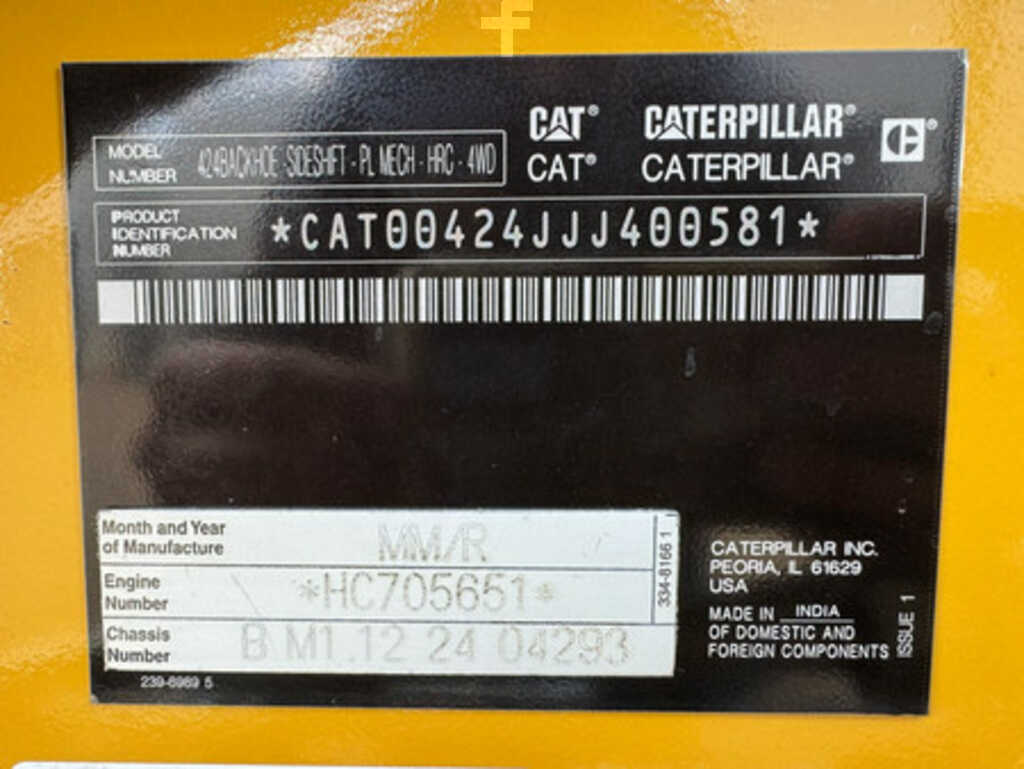 f
CAT® CATERPILLAR®
CAT® CATERPILLAR®
MODEL NUMBER 424BACKHOE -SIDESHIFT - PL MECH - HRC - 4WD
PRODUCT IDENTIFICATION NUMBER *CAT00424JJJ400581*
Month and Year of Manufacture MM/R
Engine Number *HC705651*
Chassis Number B M1..12 24 04293
334-8166 1
239-6969 5
CATERPILLAR INC.
PEORIA, IL 61629
USA
MADE IN INDIA
OF DOMESTIC AND
FOREIGN COMPONENTS
ISSUE 1